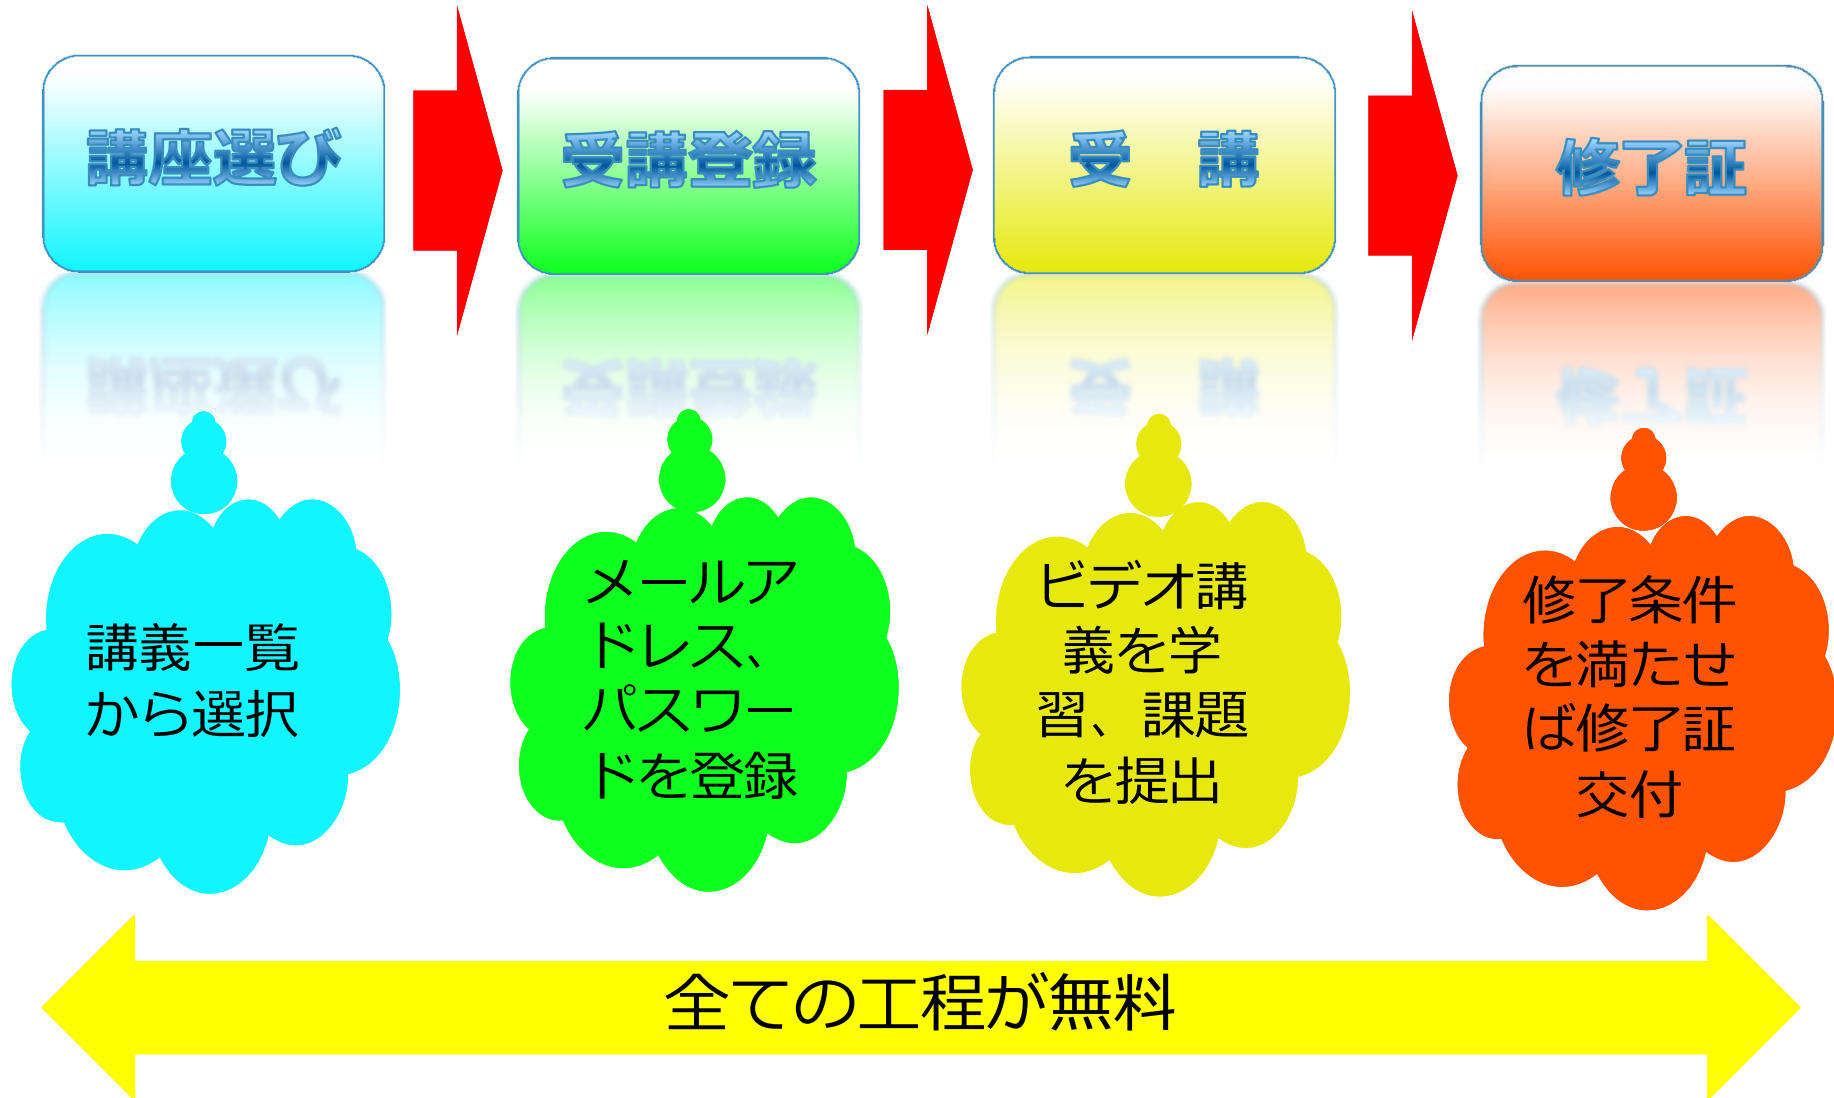 講座選び
受講登録
受　講
修了証
講義一覧
から選択
メールア
ドレス、
パスワー
ドを登録
ビデオ講
義を学
習、課題
を提出
修了条件
を満たせ
ば修了証
交付
全ての工程が無料